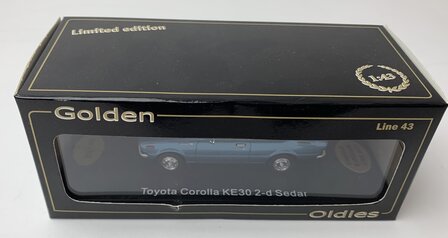 Limited edition
1:43
Golden
Line 43
Toyota Corolla KE30 2-d Sedan
Oldies